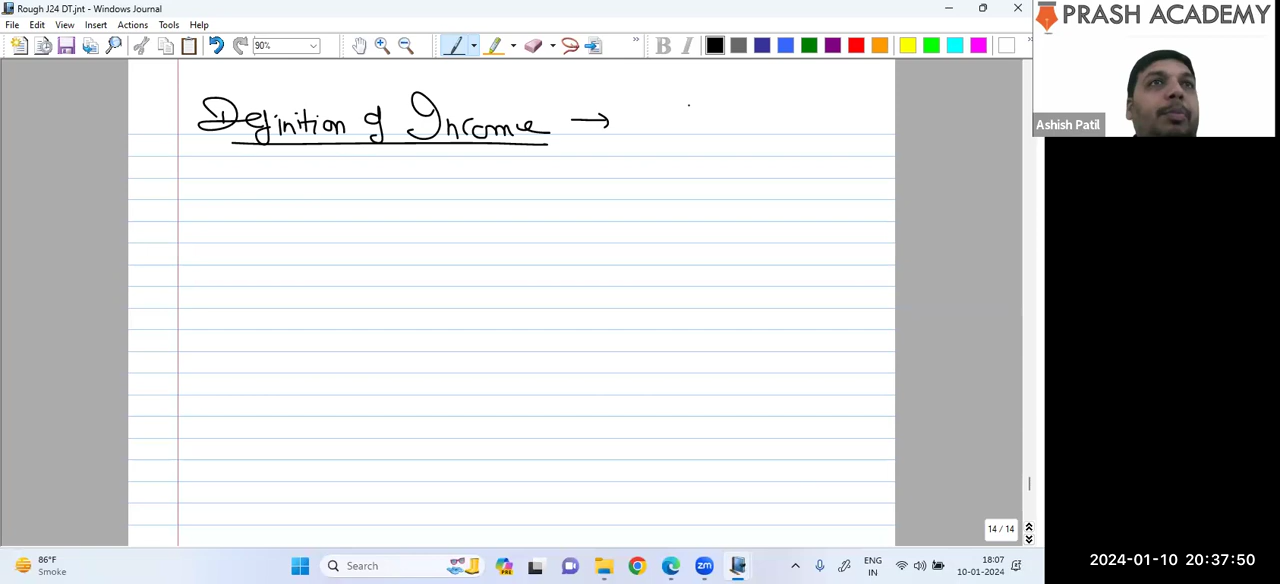 Rough J24 DT.jnt - Windows Journal
File Edit View Insert Actions Tools Help
90%
B I
PRASH ACADEMY
Ashish Patil
Definition of Income →
14 / 14
86°F
Smoke
Search
ENG
IN
18:07
10-01-2024
2024-01-10 20:37:50